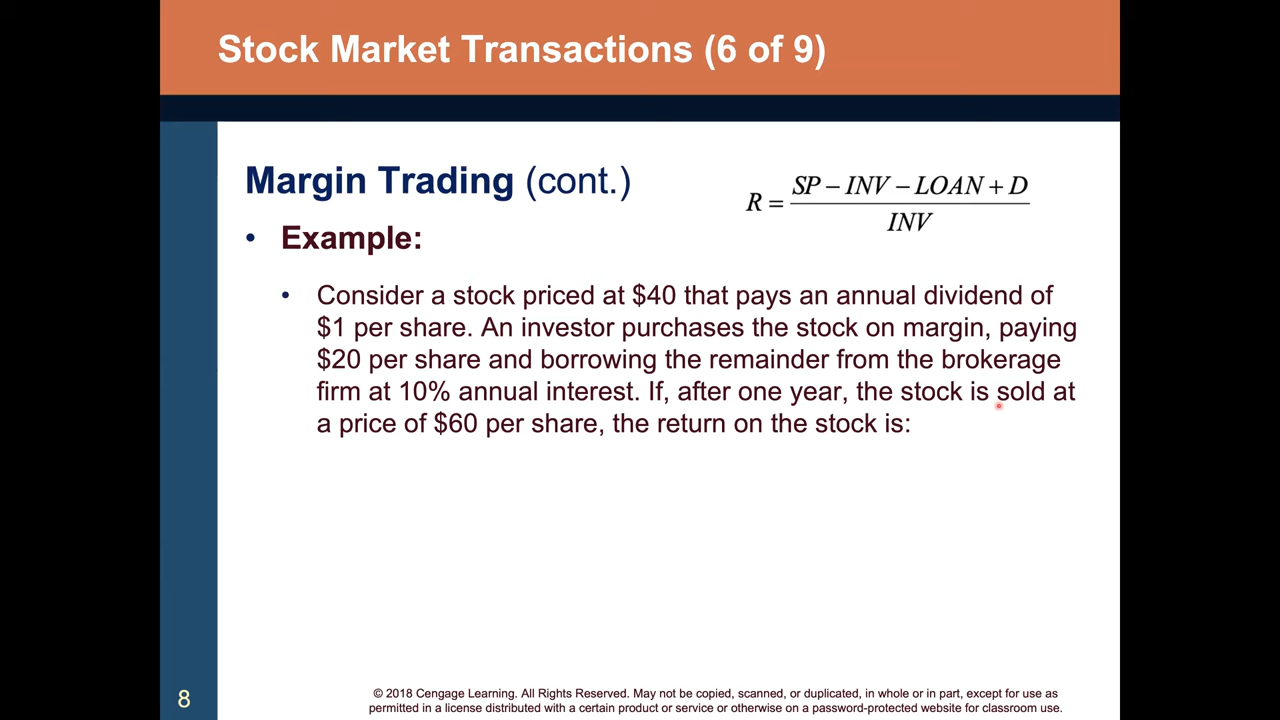 Stock Market Transactions (6 of 9)
Margin Trading (cont.)
R = SP − INV − LOAN + D / INV
• Example:
• Consider a stock priced at $40 that pays an annual dividend of
$1 per share. An investor purchases the stock on margin, paying
$20 per share and borrowing the remainder from the brokerage
firm at 10% annual interest. If, after one year, the stock is sold at
a price of $60 per share, the return on the stock is:
8
© 2018 Cengage Learning. All Rights Reserved. May not be copied, scanned, or duplicated, in whole or in part, except for use as
permitted in a license distributed with a certain product or service or otherwise on a password-protected website for classroom use.